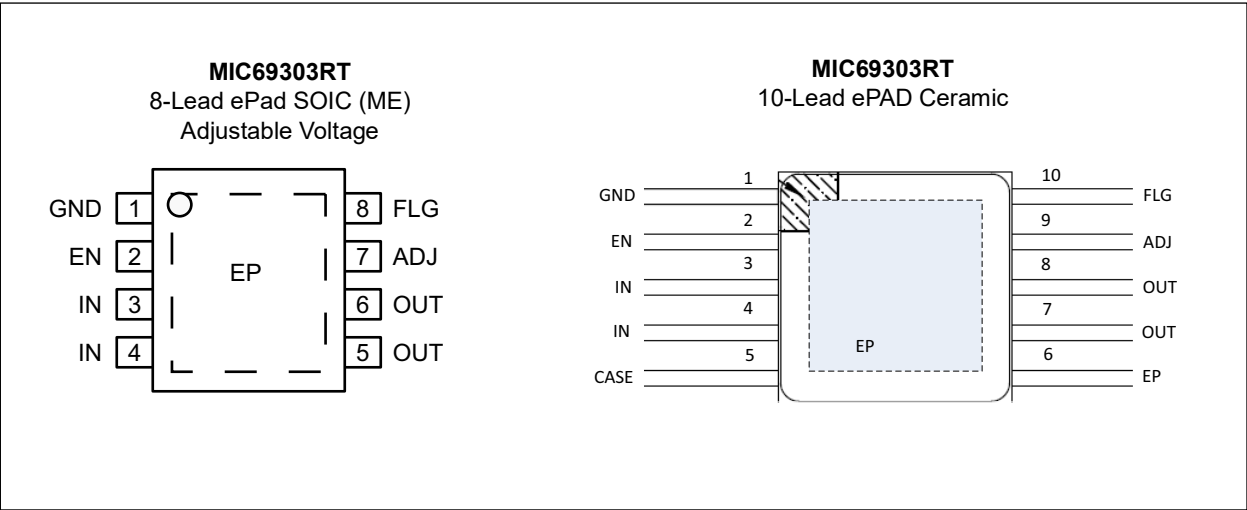 MIC69303RT
8-Lead ePad SOIC (ME)
Adjustable Voltage
GND 1 8 FLG
EN 2 7 ADJ
EP
IN 3 6 OUT
IN 4 5 OUT
MIC69303RT
10-Lead ePAD Ceramic
1 10
GND FLG
2 9
EN ADJ
3 8
IN OUT
4 7
IN OUT
EP
5 6
CASE EP